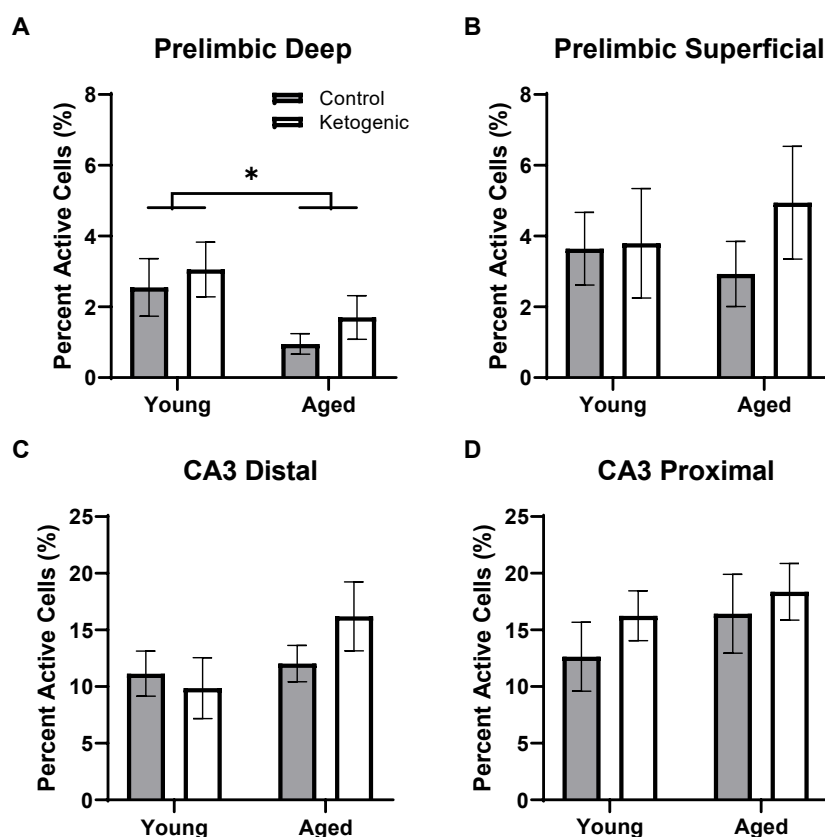 A
Prelimbic Deep
Percent Active Cells (%)
8
6
4
2
0
Control
Ketogenic
*
Young
Aged
B
Prelimbic Superficial
Percent Active Cells (%)
8
6
4
2
0
Young
Aged
C
CA3 Distal
Percent Active Cells (%)
25
20
15
10
5
0
Young
Aged
D
CA3 Proximal
Percent Active Cells (%)
25
20
15
10
5
0
Young
Aged